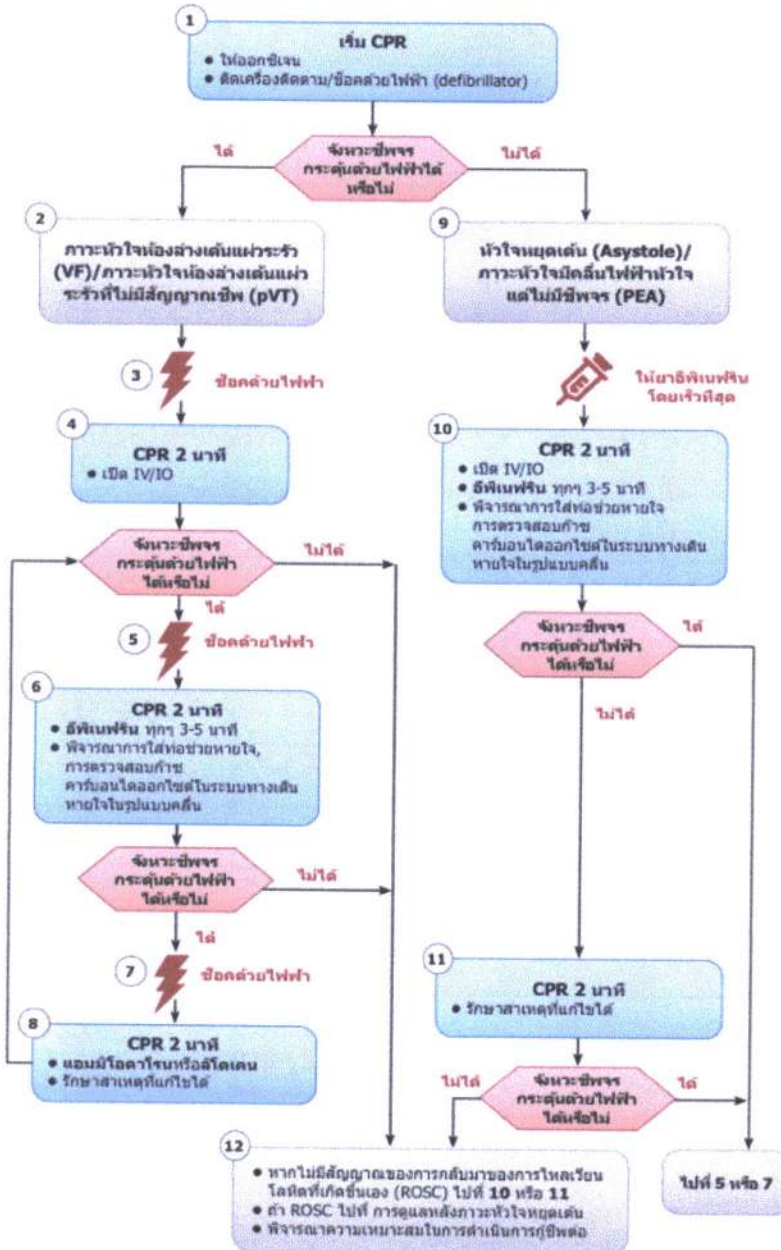 1
เริ่ม CPR
● ให้ออกซิเจน
● ติดเครื่องติดตาม/ช็อคด้วยไฟฟ้า (defibrillator)
จังหวะชีพจร
กระตุ้นด้วยไฟฟ้าได้
หรือไม่
ได้
ไม่ได้
2
ภาวะหัวใจห้องล่างเต้นแผ่วระรัว
(VF)/ภาวะหัวใจห้องล่างเต้นแผ่ว
ระรัวที่ไม่มีสัญญาณชีพ (pVT)
3
ช็อคด้วยไฟฟ้า
4
CPR 2 นาที
● เปิด IV/IO
จังหวะชีพจร
กระตุ้นด้วยไฟฟ้า
ได้หรือไม่
ไม่ได้
ได้
5
ช็อคด้วยไฟฟ้า
6
CPR 2 นาที
● อีพิเนฟริน ทุกๆ 3-5 นาที
● พิจารณาการใส่ท่อช่วยหายใจ,
การตรวจสอบก๊าซ
คาร์บอนไดออกไซด์ในระบบทางเดิน
หายใจในรูปแบบคลื่น
จังหวะชีพจร
กระตุ้นด้วยไฟฟ้า
ได้หรือไม่
ไม่ได้
ได้
7
ช็อคด้วยไฟฟ้า
8
CPR 2 นาที
● แอมมิโอดาโรนหรือลิโดเคน
● รักษาสาเหตุที่แก้ไขได้
9
หัวใจหยุดเต้น (Asystole)/
ภาวะหัวใจมีคลื่นไฟฟ้าหัวใจ
แต่ไม่มีชีพจร (PEA)
ให้ยาอีพิเนฟริน
โดยเร็วที่สุด
10
CPR 2 นาที
● เปิด IV/IO
● อีพิเนฟริน ทุกๆ 3-5 นาที
● พิจารณาการใส่ท่อช่วยหายใจ
การตรวจสอบก๊าซ
คาร์บอนไดออกไซด์ในระบบทางเดิน
หายใจในรูปแบบคลื่น
จังหวะชีพจร
กระตุ้นด้วยไฟฟ้า
ได้หรือไม่
ได้
ไม่ได้
11
CPR 2 นาที
● รักษาสาเหตุที่แก้ไขได้
ไม่ได้
จังหวะชีพจร
กระตุ้นด้วยไฟฟ้า
ได้หรือไม่
ได้
12
● หากไม่มีสัญญาณของการกลับมาของการไหลเวียน
โลหิตที่เกิดขึ้นเอง (ROSC) ไปที่ 10 หรือ 11
● ถ้า ROSC ไปที่ การดูแลหลังภาวะหัวใจหยุดเต้น
● พิจารณาความเหมาะสมในการดำเนินการกู้ชีพต่อ
ไปที่ 5 หรือ 7